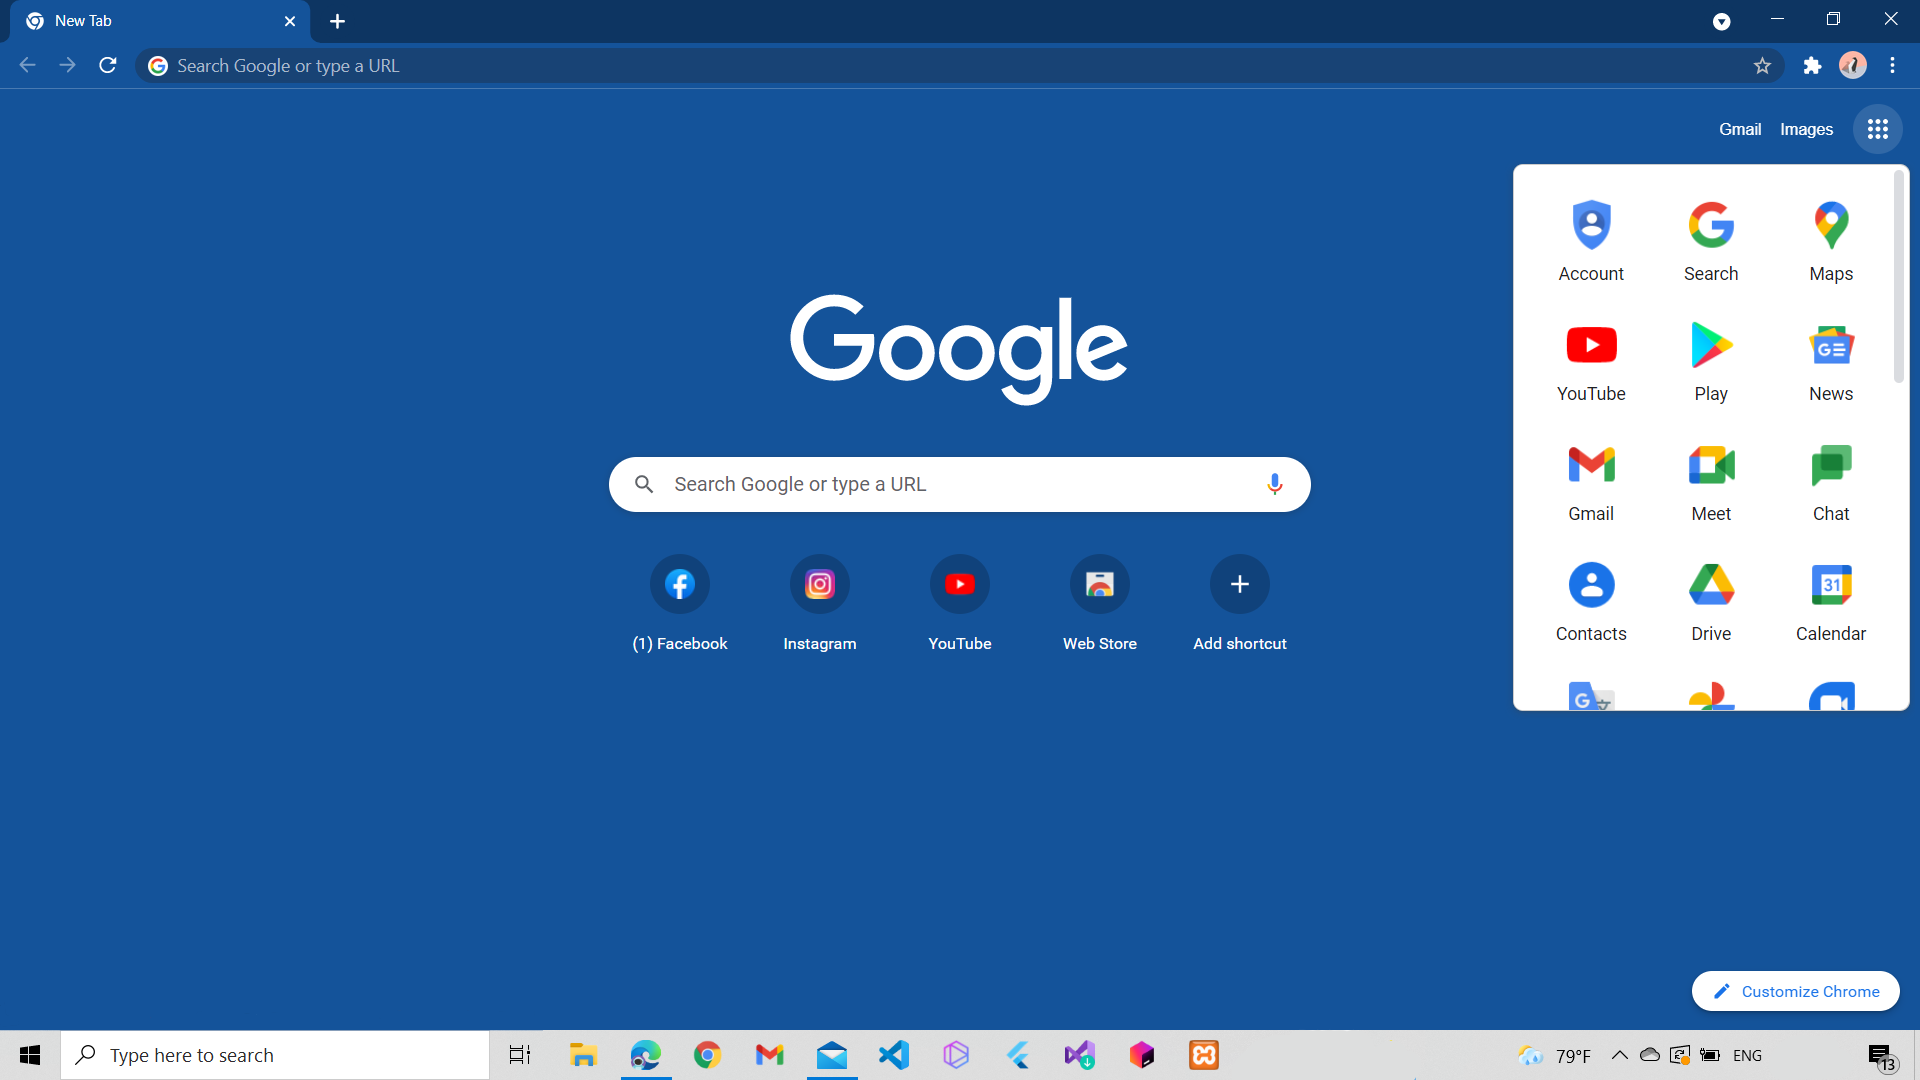 New Tab
Search Google or type a URL
Gmail Images
Google
Search Google or type a URL
(1) Facebook
Instagram
YouTube
Web Store
Add shortcut
Account
Search
Maps
YouTube
Play
News
Gmail
Meet
Chat
Contacts
Drive
31
Calendar
Customize Chrome
Type here to search
79°F
ENG
13